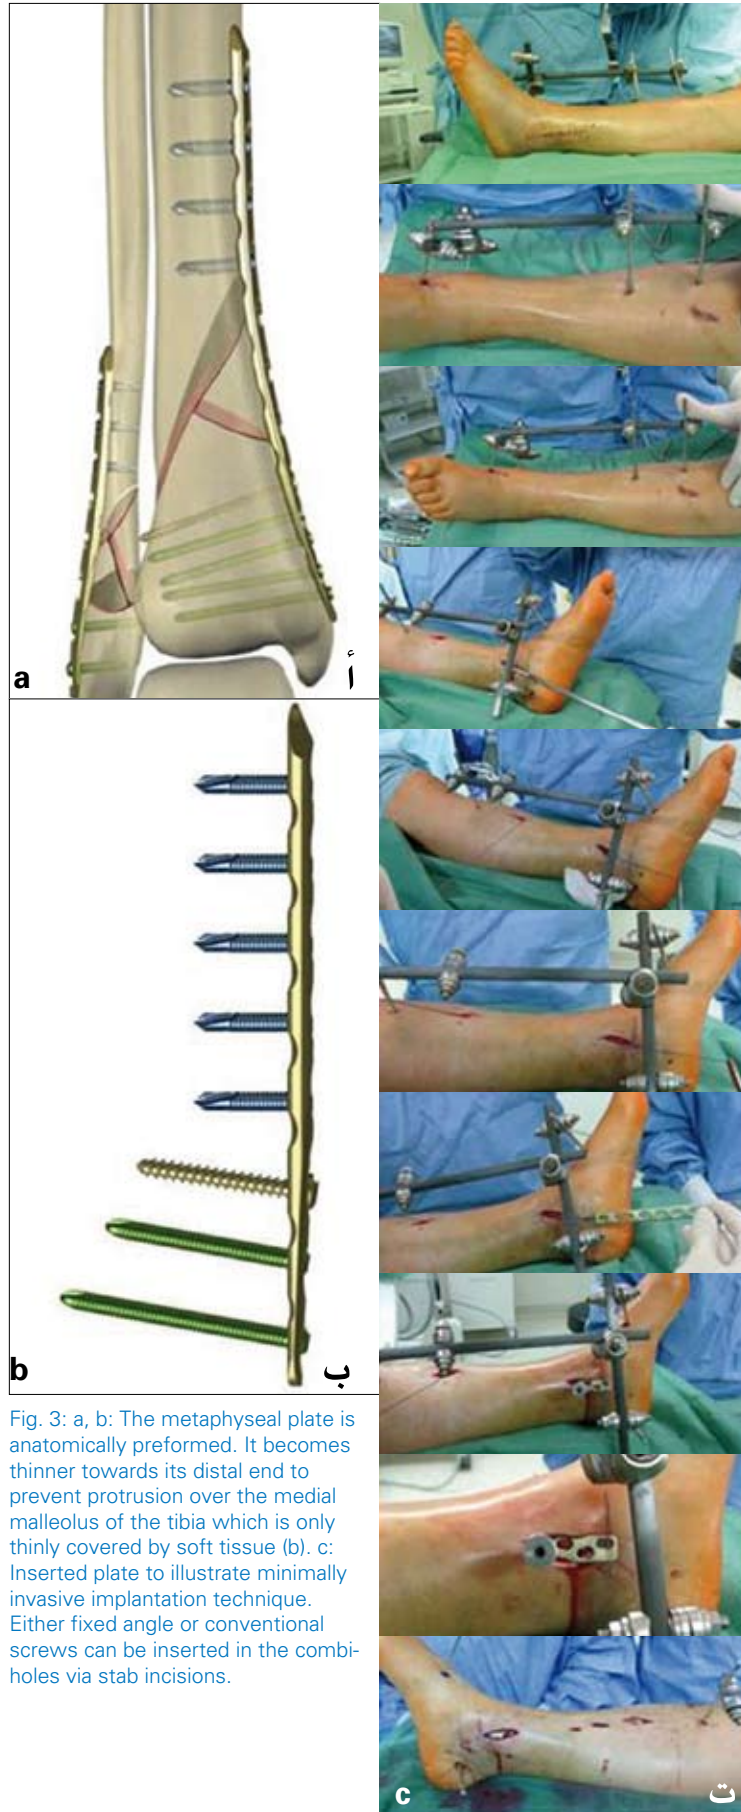 a
أ
b
ب
Fig. 3: a, b: The metaphyseal plate is
anatomically preformed. It becomes
thinner towards its distal end to
prevent protrusion over the medial
malleolus of the tibia which is only
thinly covered by soft tissue (b). c:
Inserted plate to illustrate minimally
invasive implantation technique.
Either fixed angle or conventional
screws can be inserted in the combi-
holes via stab incisions.
c
ت